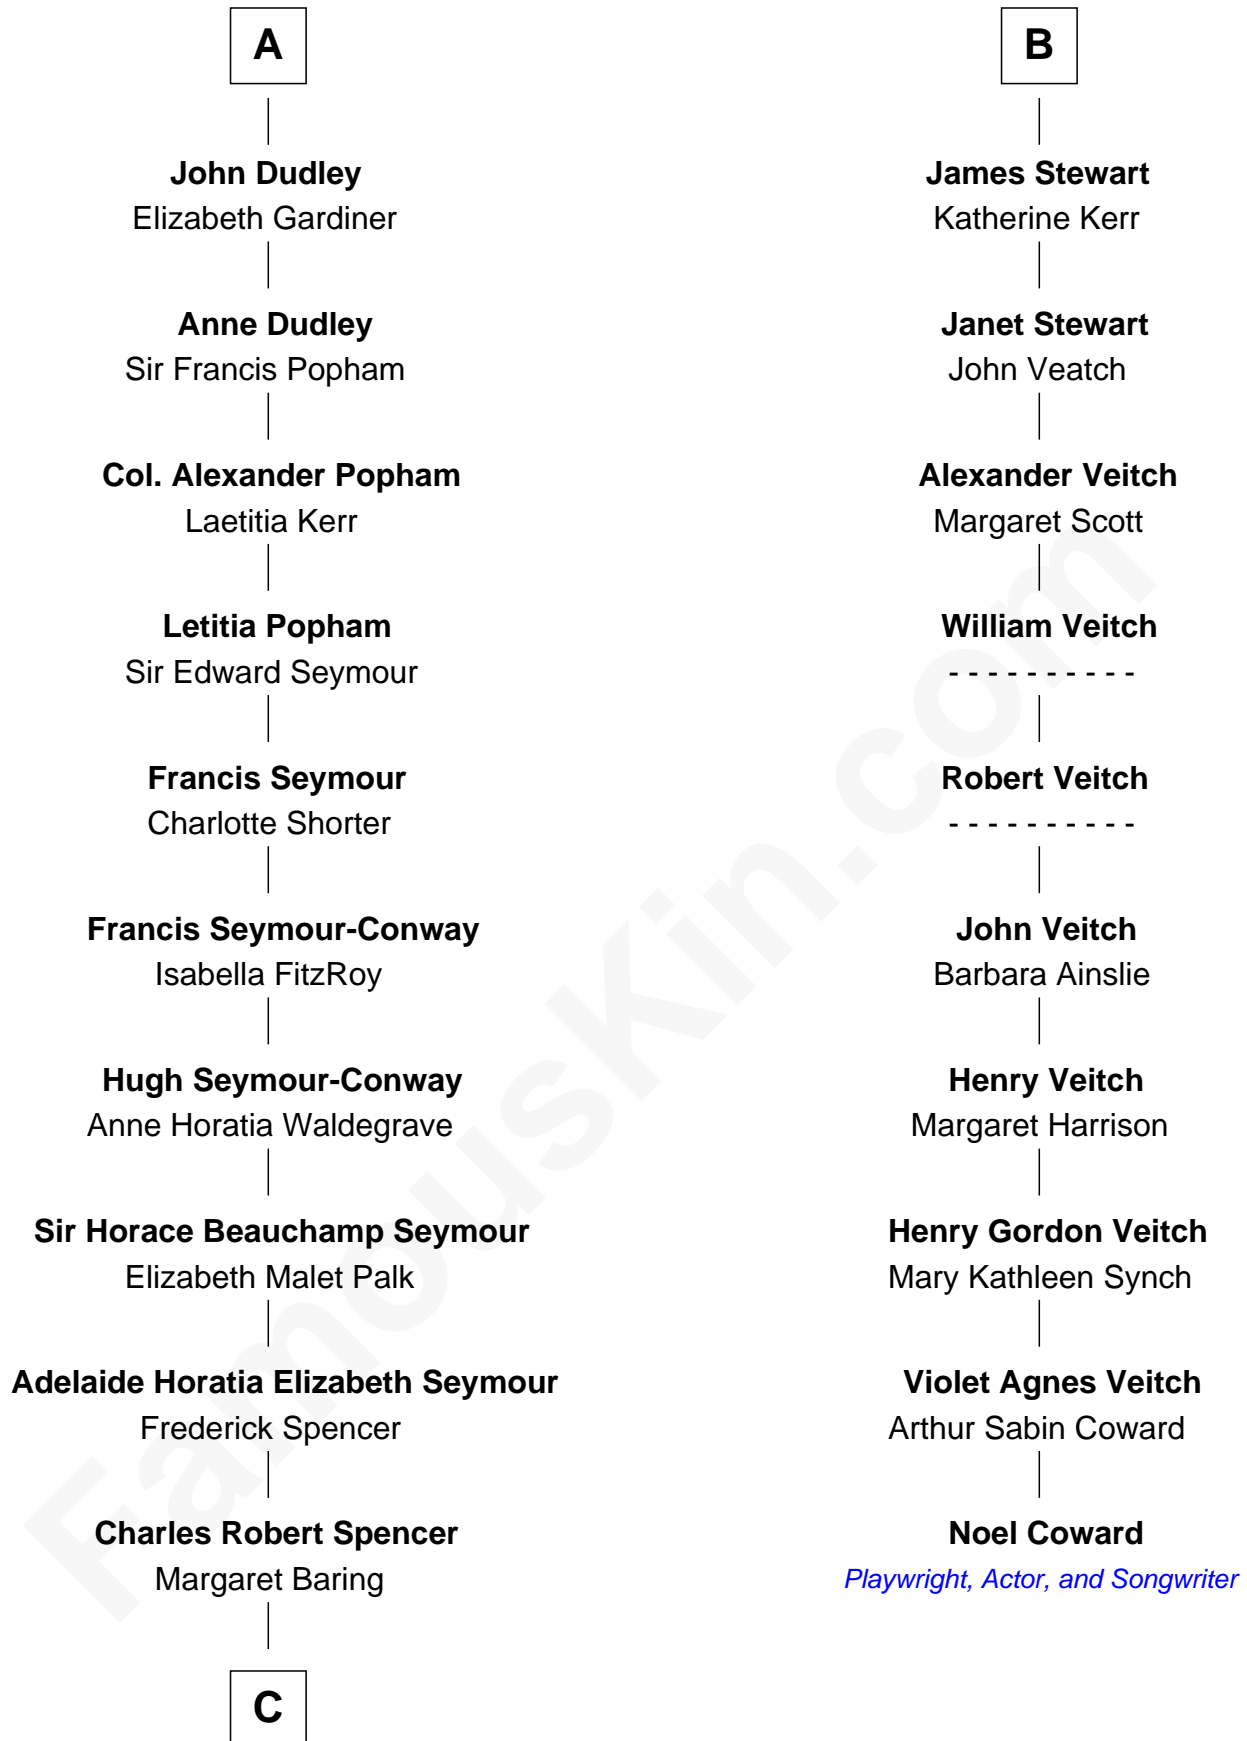 A
John Dudley
Elizabeth Gardiner
Anne Dudley
Sir Francis Popham
Col. Alexander Popham
Laetitia Kerr
Letitia Popham
Sir Edward Seymour
Francis Seymour
Charlotte Shorter
Francis Seymour-Conway
Isabella FitzRoy
Hugh Seymour-Conway
Anne Horatia Waldegrave
Sir Horace Beauchamp Seymour
Elizabeth Malet Palk
Adelaide Horatia Elizabeth Seymour
Frederick Spencer
Charles Robert Spencer
Margaret Baring
C
B
James Stewart
Katherine Kerr
Janet Stewart
John Veatch
Alexander Veitch
Margaret Scott
William Veitch
- - - - - - - - - -
Robert Veitch
- - - - - - - - - -
John Veitch
Barbara Ainslie
Henry Veitch
Margaret Harrison
Henry Gordon Veitch
Mary Kathleen Synch
Violet Agnes Veitch
Arthur Sabin Coward
Noel Coward
Playwright, Actor, and Songwriter
FamousKin.com